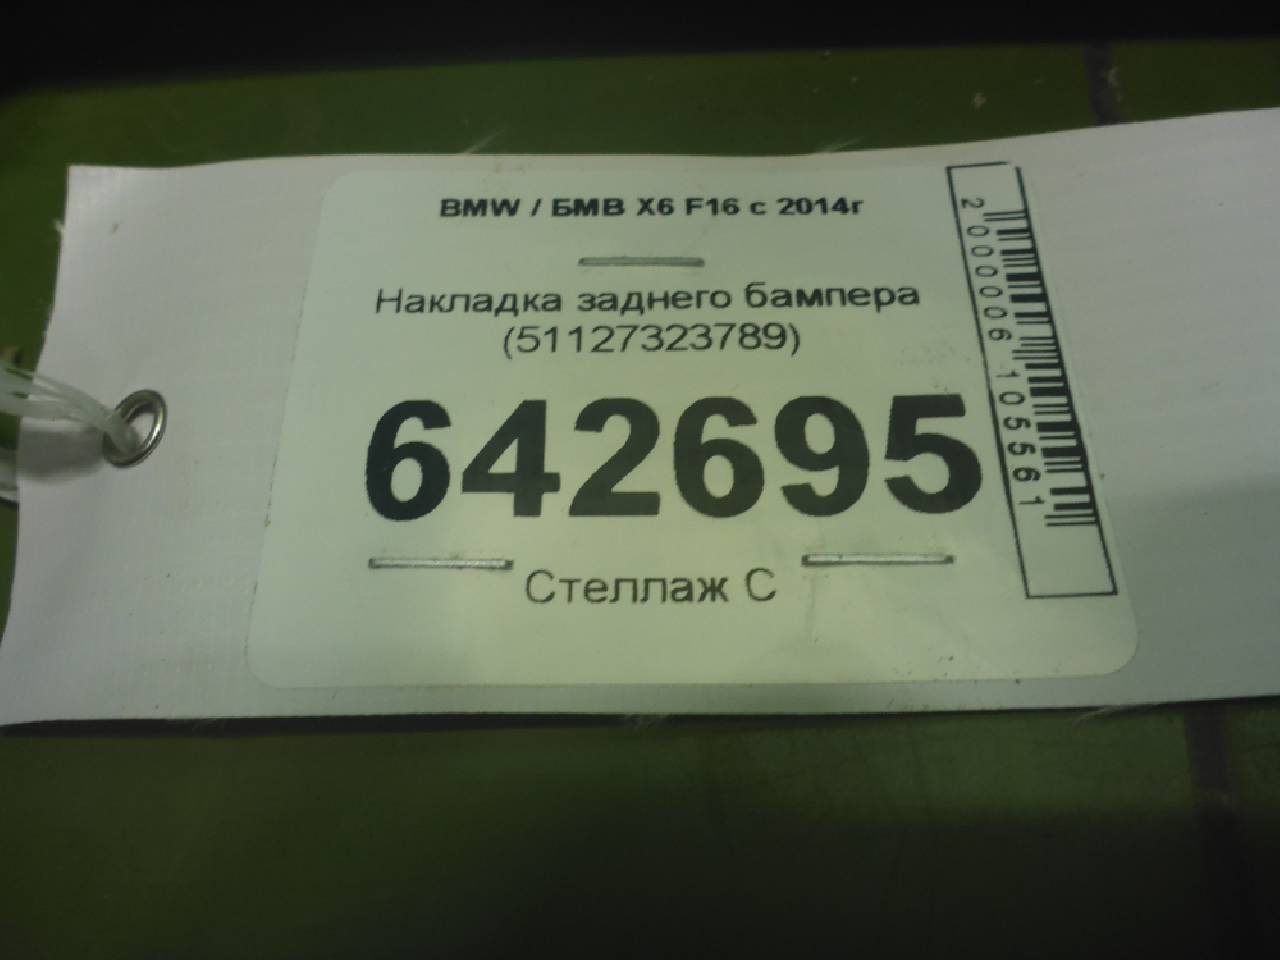 BMW / БМВ X6 F16 с 2014г
Накладка заднего бампера
(51127323789)
642695
Стеллаж С
2000006105561